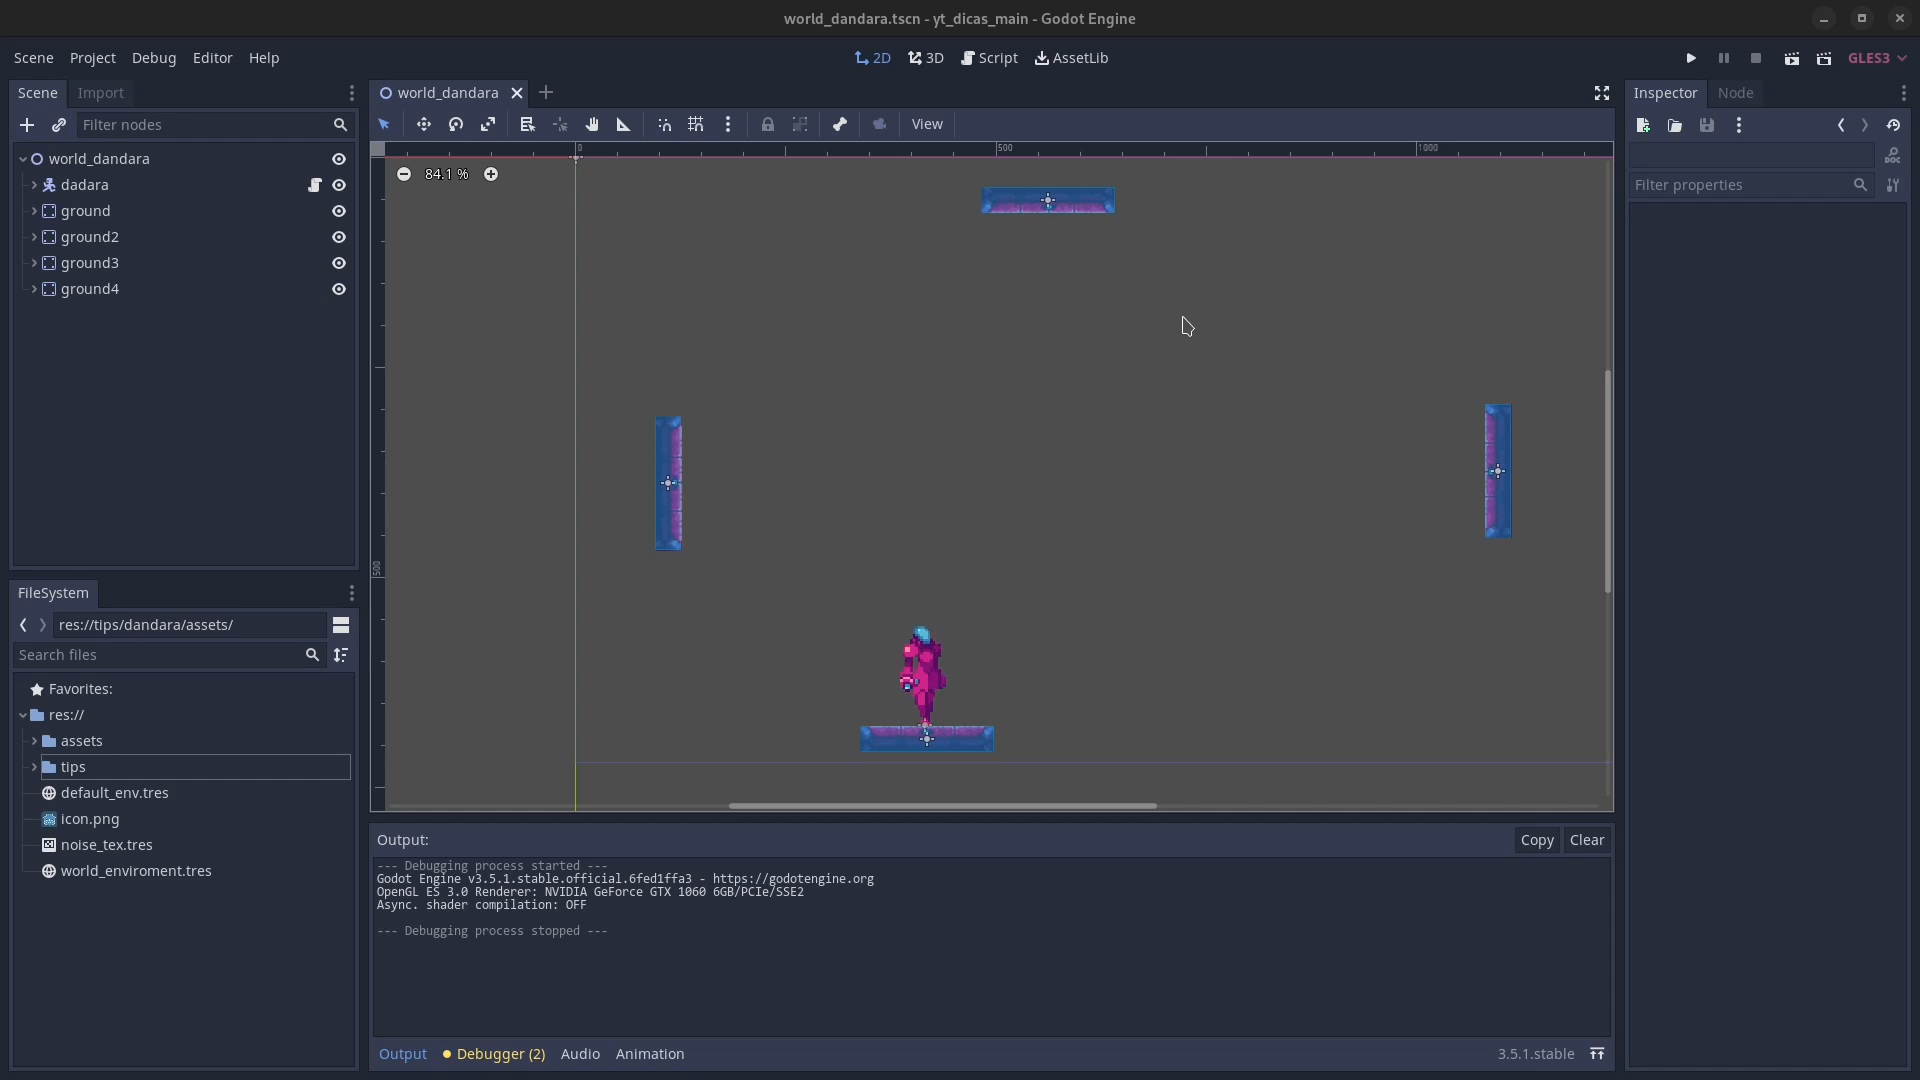 world_dandara.tscn - yt_dicas_main - Godot Engine
Scene Project Debug Editor Help
2D 3D Script AssetLib
GLES3
Scene Import
Filter nodes
world_dandara
dadara
ground
ground2
ground3
ground4
FileSystem
res://tips/dandara/assets/
Search files
Favorites:
res://
assets
tips
default_env.tres
icon.png
noise_tex.tres
world_enviroment.tres
world_dandara
View
0 500 1000
84.1 %
500
Output:
Copy Clear
--- Debugging process started ---
Godot Engine v3.5.1.stable.official.6fed1ffa3 - https://godotengine.org
OpenGL ES 3.0 Renderer: NVIDIA GeForce GTX 1060 6GB/PCIe/SSE2
Async. shader compilation: OFF
--- Debugging process stopped ---
Output Debugger (2) Audio Animation
3.5.1.stable
Inspector Node
Filter properties